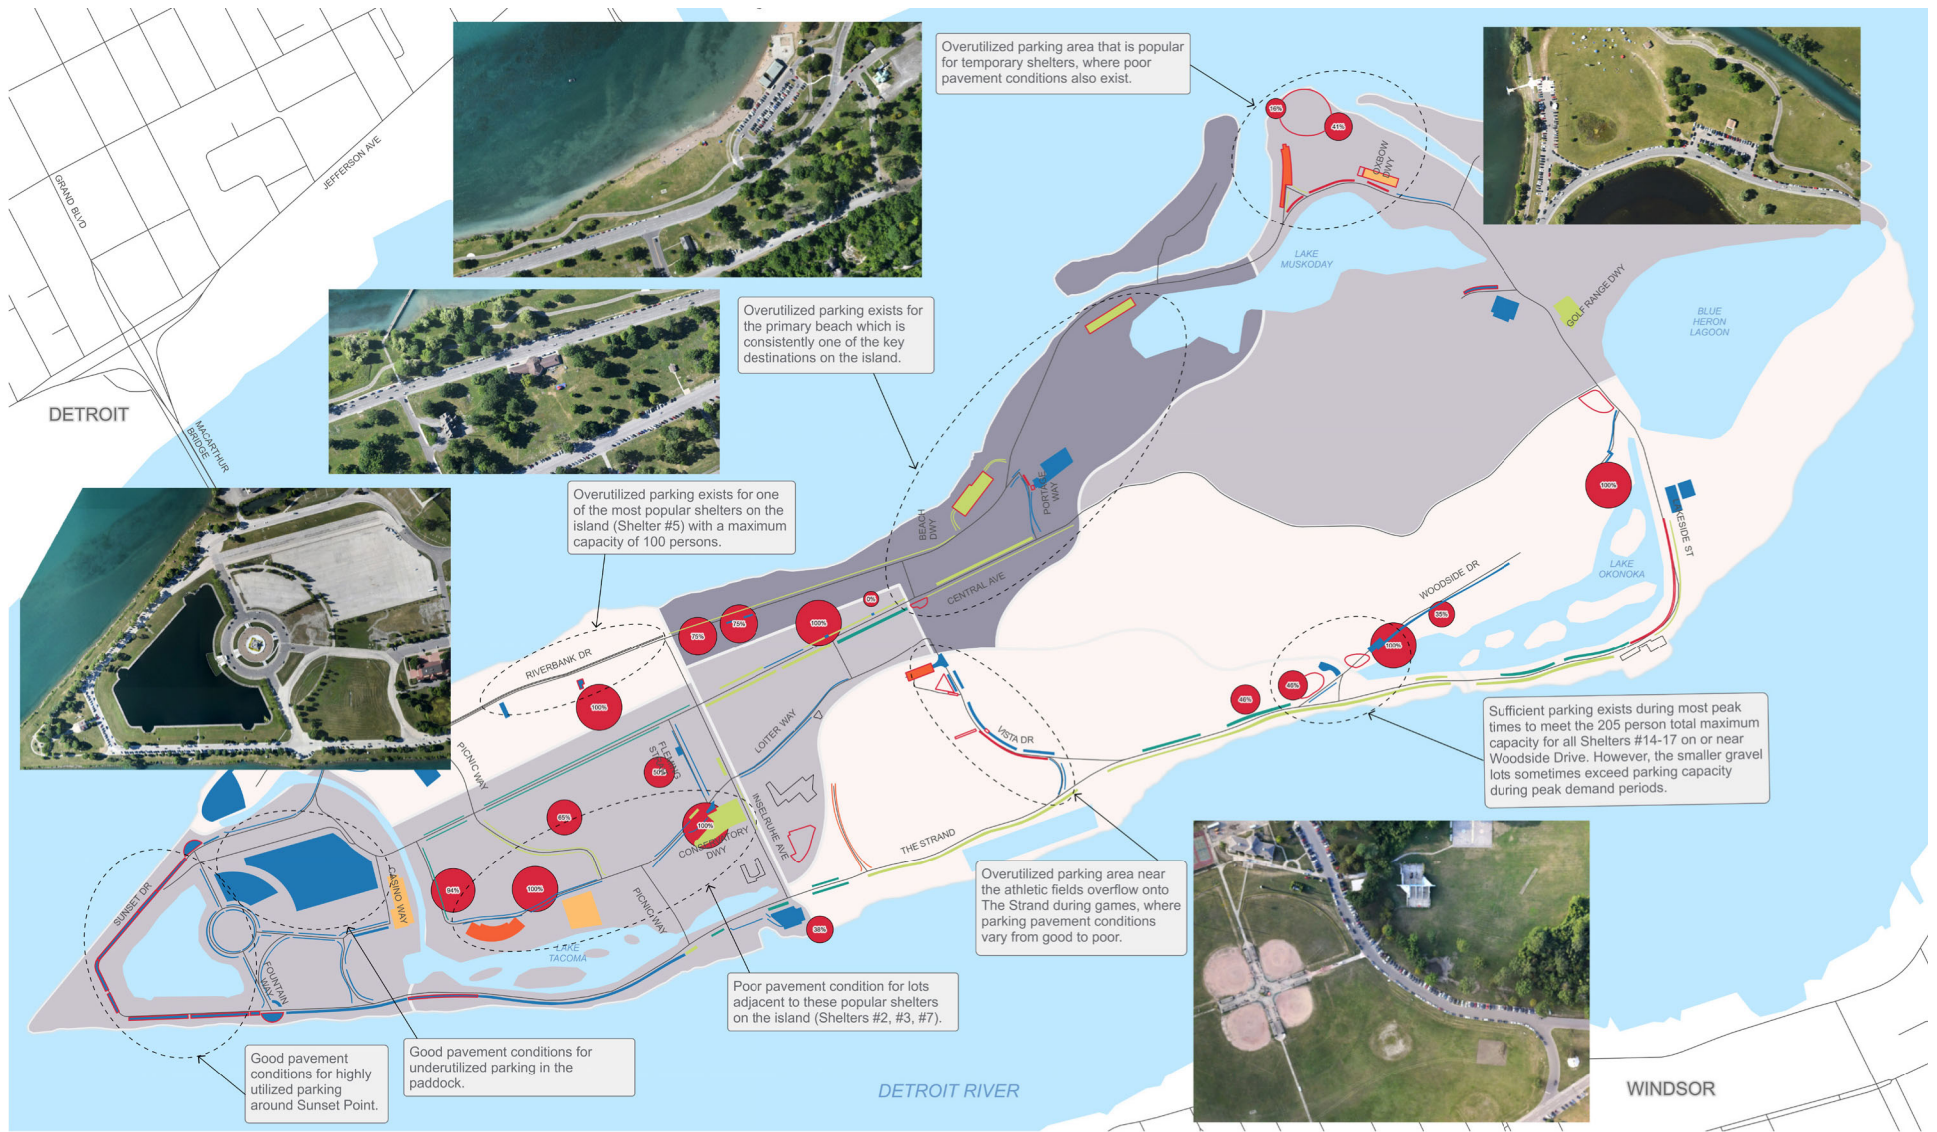 Overutilized parking area that is popular
for temporary shelters, where poor
pavement conditions also exist.
JEFFERSON AVE
GRAND BLVD
16%
41%
OXBOW
DWY
LAKE
MUSKODAY
GOLF RANGE DWY
BLUE
HERON
LAGOON
Overutilized parking exists for
the primary beach which is
consistently one of the key
destinations on the island.
DETROIT
MACARTHUR
BRIDGE
Overutilized parking exists for one
of the most popular shelters on the
island (Shelter #5) with a maximum
capacity of 100 persons.
BEACH
DWY
PORTAGE
WAY
100%
LAKESIDE ST
LAKE
OKONOKA
CENTRAL AVE
WOODSIDE DR
75%
75%
100%
0%
35%
100%
46%
46%
RIVERBANK DR
100%
LOITER WAY
VISTA DR
PICNIC WAY
FLEMING
50%
65%
100%
CONSERVATORY
DWY
INSELRUHE AVE
THE STRAND
Sufficient parking exists during most peak
times to meet the 205 person total maximum
capacity for all Shelters #14-17 on or near
Woodside Drive. However, the smaller gravel
lots sometimes exceed parking capacity
during peak demand periods.
SUNSET DR
CASINO WAY
64%
100%
PICNIC WAY
38%
LAKE
TACOMA
FOUNTAIN
WAY
Overutilized parking area near
the athletic fields overflow onto
The Strand during games, where
parking pavement conditions
vary from good to poor.
Poor pavement condition for lots
adjacent to these popular shelters
on the island (Shelters #2, #3, #7).
Good pavement
conditions for highly
utilized parking
around Sunset Point.
Good pavement conditions for
underutilized parking in the
paddock.
DETROIT RIVER
WINDSOR